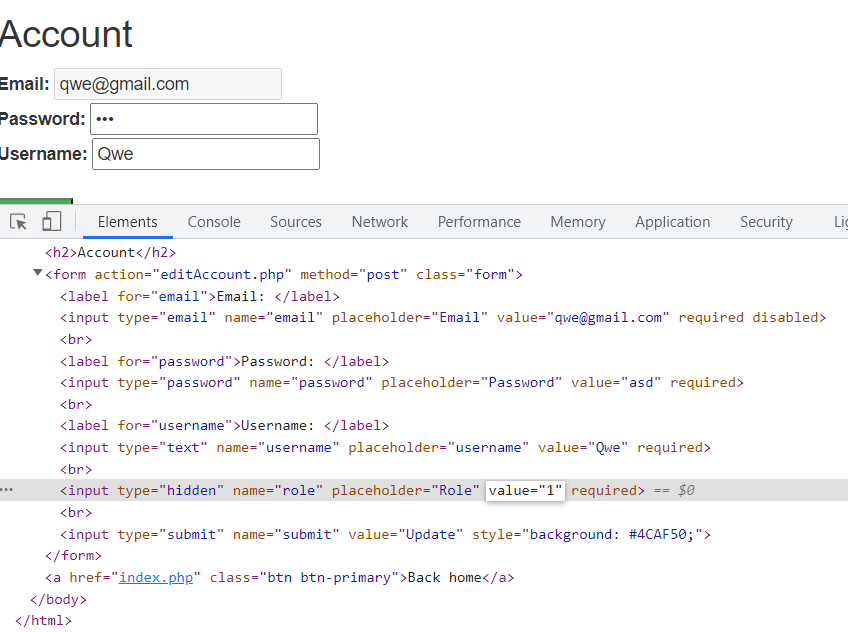 Account
Email: qwe@gmail.com
Password: •••
Username: Qwe
Elements Console Sources Network Performance Memory Application Security Lig
<h2>Account</h2>
▼<form action="editAccount.php" method="post" class="form">
<label for="email">Email: </label>
<input type="email" name="email" placeholder="Email" value="qwe@gmail.com" required disabled>
<br>
<label for="password">Password: </label>
<input type="password" name="password" placeholder="Password" value="asd" required>
<br>
<label for="username">Username: </label>
<input type="text" name="username" placeholder="username" value="Qwe" required>
<br>
••• <input type="hidden" name="role" placeholder="Role" value="1" required> == $0
<br>
<input type="submit" name="submit" value="Update" style="background: #4CAF50;">
</form>
<a href="index.php" class="btn btn-primary">Back home</a>
</body>
</html>